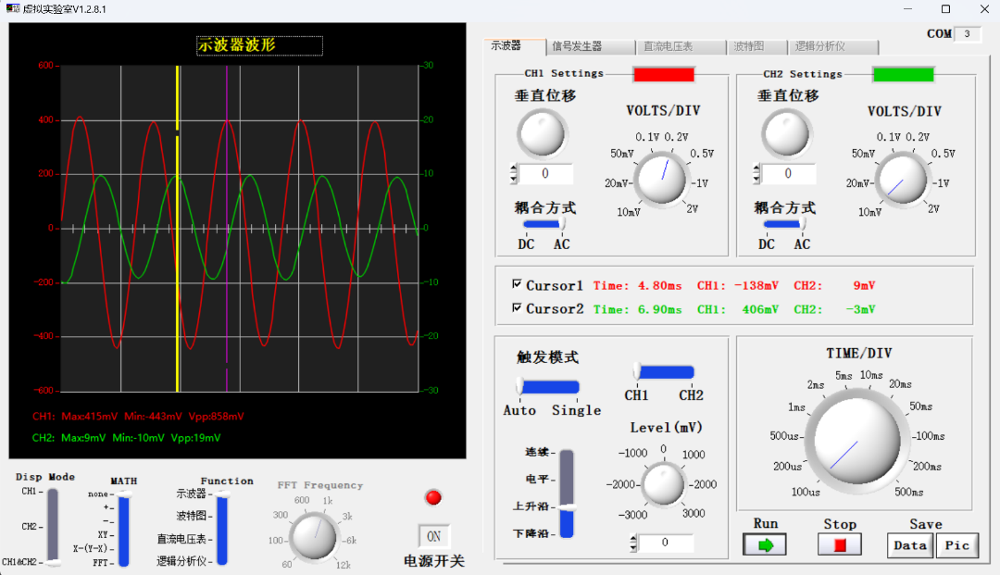 虚拟实验室V1.2.8.1
示波器波形
600
400
200
0
-200
-400
-600
30
20
10
0
-10
-20
-30
CH1: Max:415mV Min:-443mV Vpp:858mV
CH2: Max:9mV Min:-10mV Vpp:19mV
Disp Mode
CH1
CH2
CH1&CH2
MATH
none
+
-
XY
X-(Y-X)
FFT
Function
示波器
波特图
直流电压表
逻辑分析仪
FFT Frequency
60
100
300
600
1k
3k
6k
12k
ON
电源开关
COM 3
示波器 信号发生器 直流电压表 波特图 逻辑分析仪
CH1 Settings
垂直位移
0
耦合方式
DC AC
VOLTS/DIV
10mV
20mV
50mV
0.1V
0.2V
0.5V
1V
2V
CH2 Settings
垂直位移
0
耦合方式
DC AC
VOLTS/DIV
10mV
20mV
50mV
0.1V
0.2V
0.5V
1V
2V
Cursor1 Time: 4.80ms CH1: -138mV CH2: 9mV
Cursor2 Time: 6.90ms CH1: 406mV CH2: -3mV
触发模式
Auto Single
CH1 CH2
连续
电平
上升沿
下降沿
Level(mV)
-3000
-2000
-1000
0
1000
2000
3000
0
TIME/DIV
100us
200us
500us
1ms
2ms
5ms
10ms
20ms
50ms
100ms
200ms
500ms
Run
Stop
Save
Data Pic